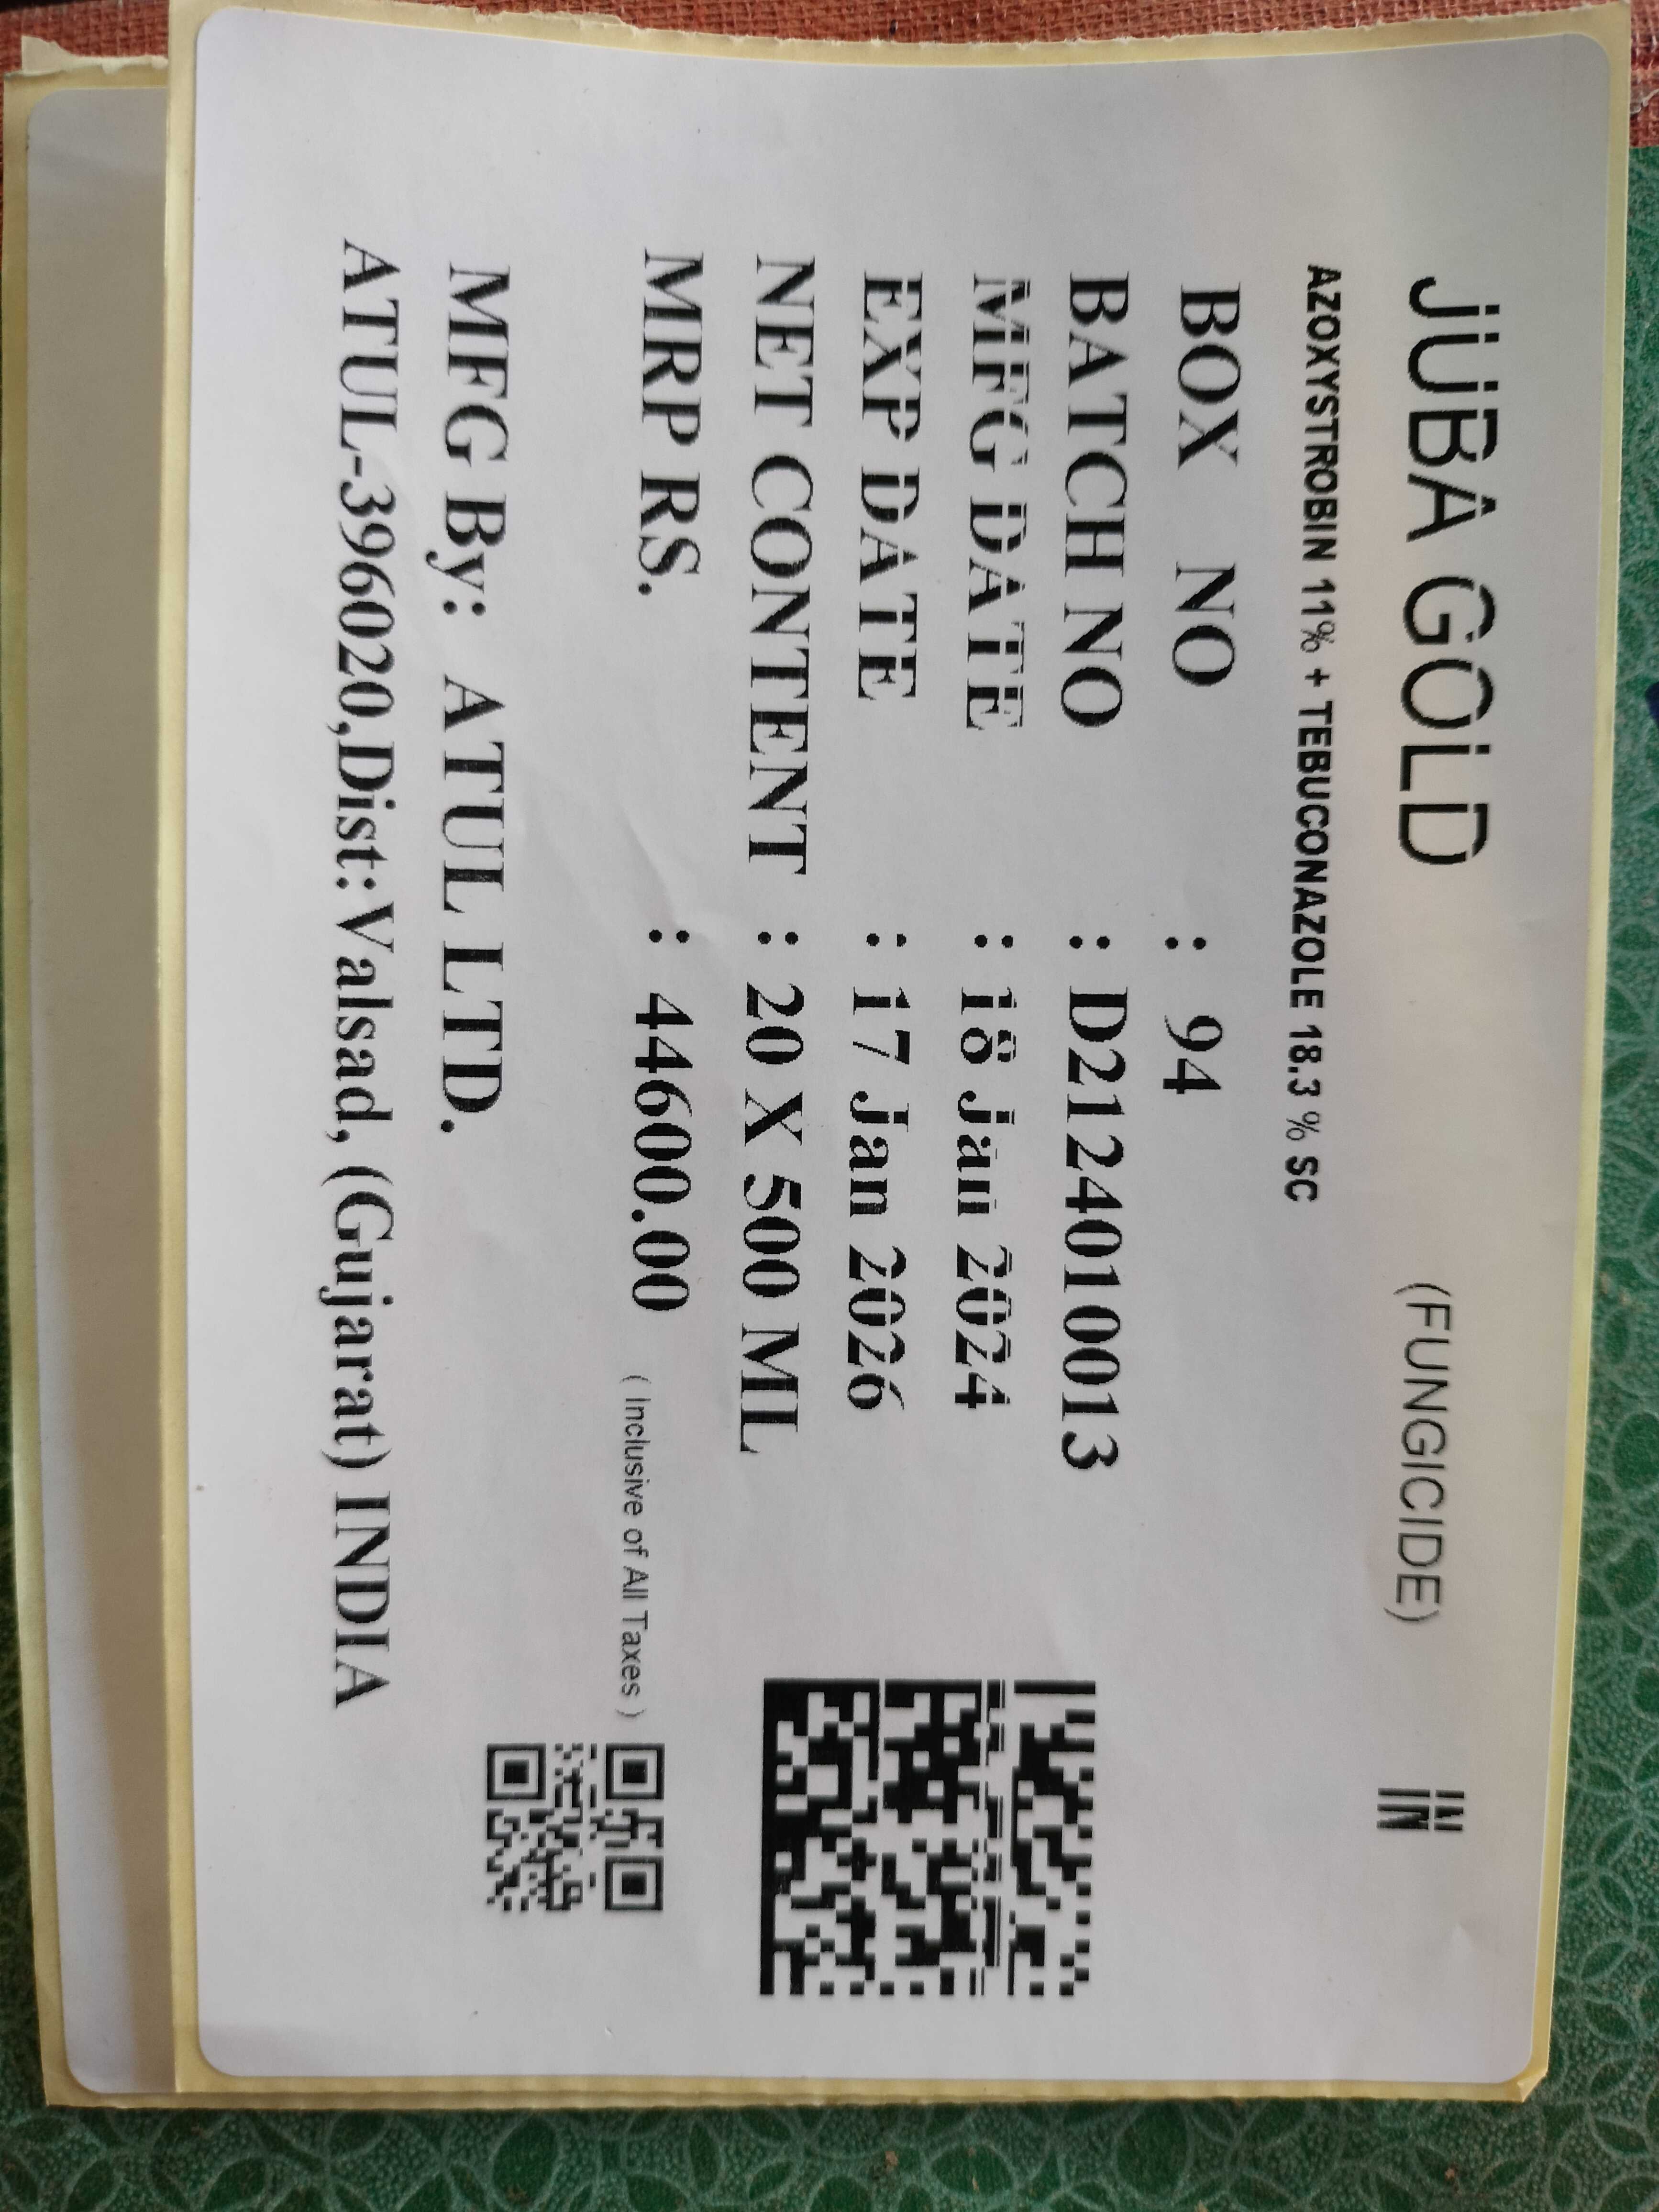 JUBA GOLD (FUNGICIDE) IN
AZOXYSTROBIN 11% + TEBUCONAZOLE 18.3 % SC
BOX NO : 94
BATCH NO : D2124010013
MFG DATE : 18 Jan 2024
EXP DATE : 17 Jan 2026
NET CONTENT : 20 X 500 ML
MRP RS. : 44600.00 ( Inclusive of All Taxes )
MFG By: ATUL LTD.
ATUL-396020,Dist:Valsad, (Gujarat) INDIA